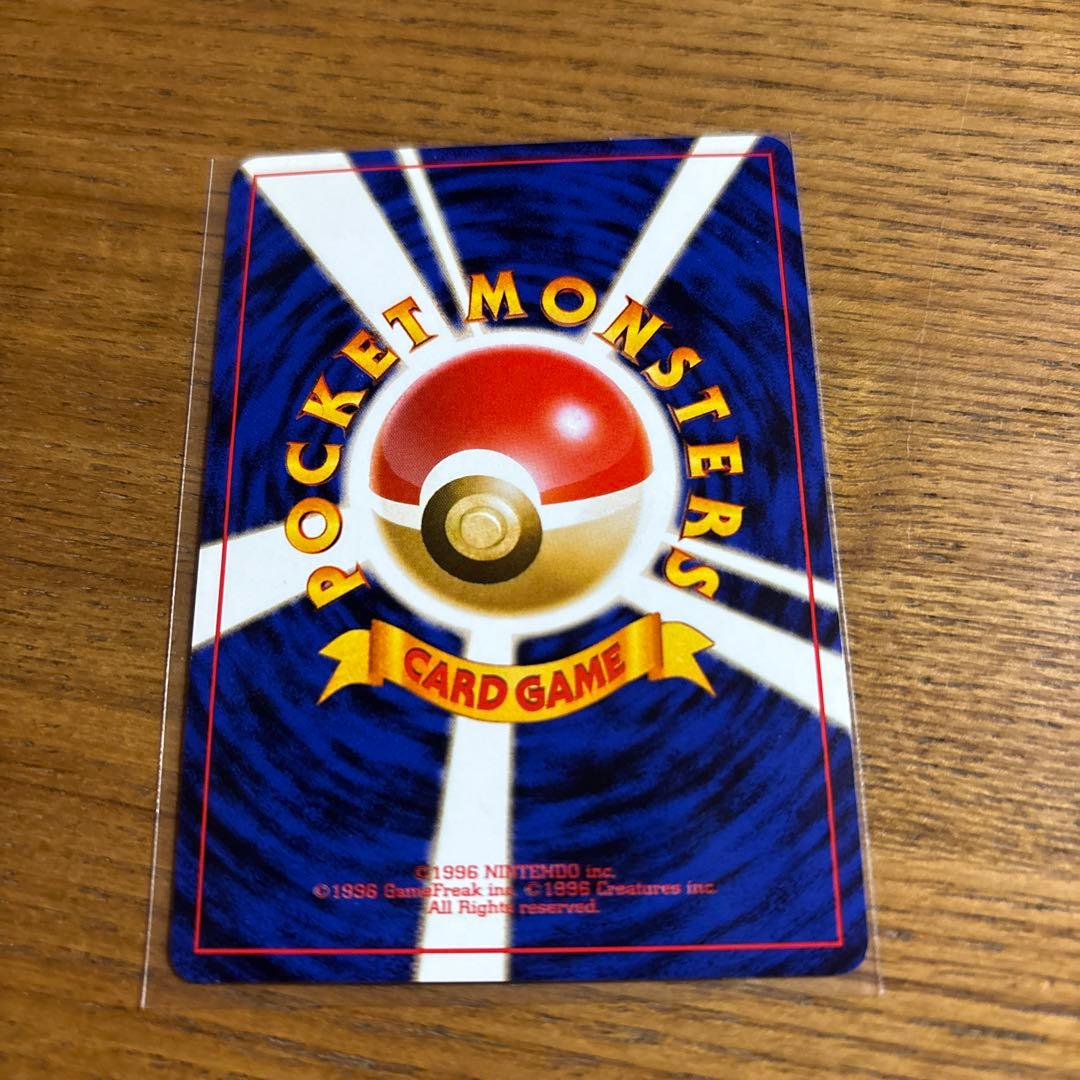 POCKET MONSTERS
CARD GAME
©1996 NINTENDO inc.
©1996 GameFreak inc. ©1996 Creatures inc.
All Rights reserved.